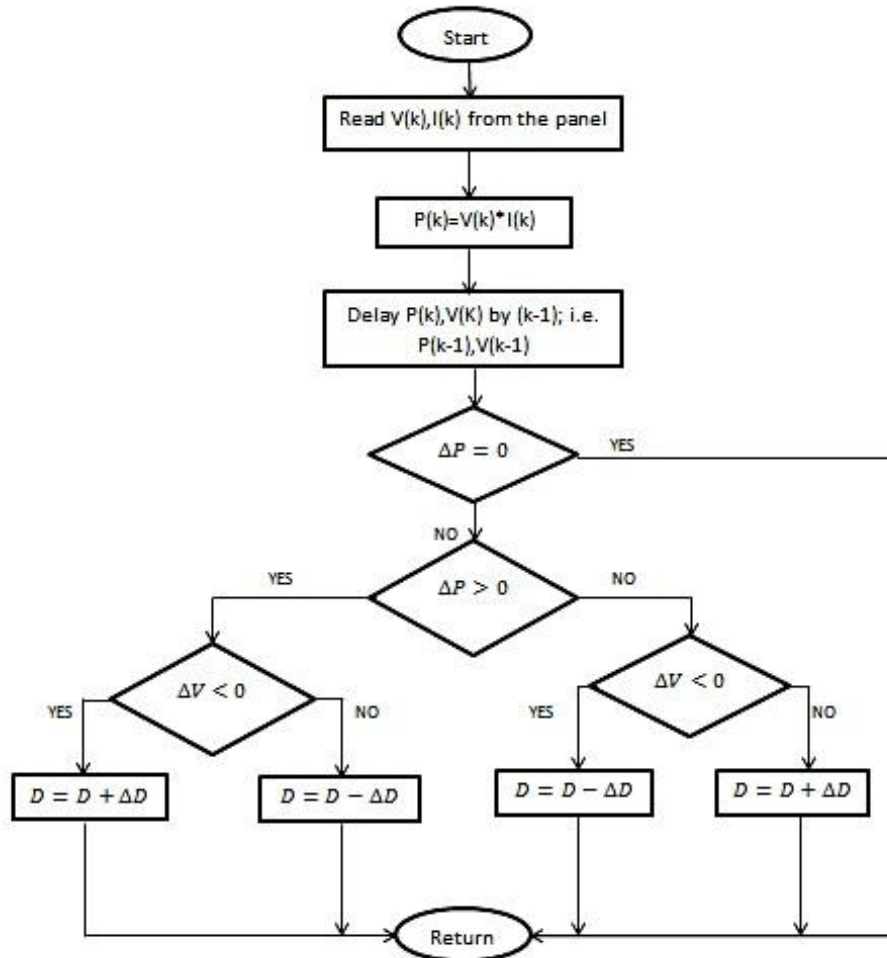 Start
Read V(k),I(k) from the panel
P(k)=V(k)*I(k)
Delay P(k),V(K) by (k-1); i.e.
P(k-1),V(k-1)
ΔP = 0
YES
NO
ΔP > 0
YES
NO
ΔV < 0
YES
NO
ΔV < 0
YES
NO
D = D + ΔD
D = D − ΔD
D = D − ΔD
D = D + ΔD
Return